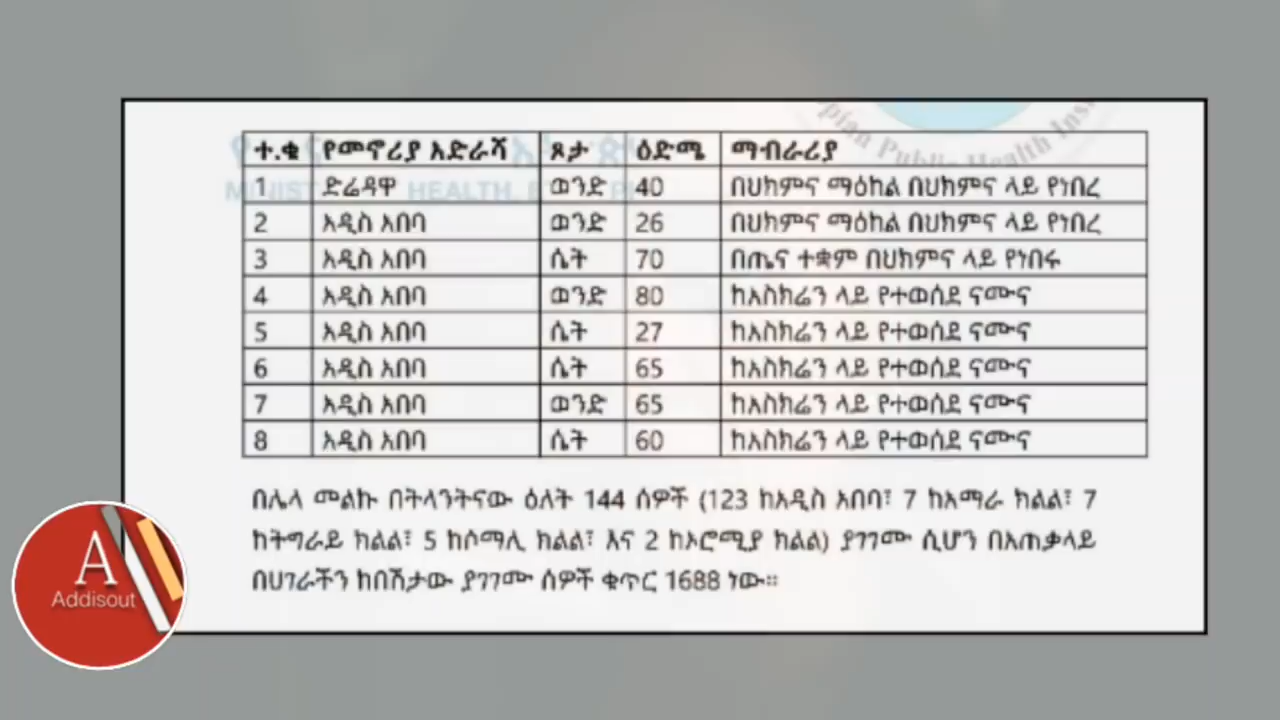 ተ.ቁ የመኖሪያ አድራሻ ጾታ ዕድሜ ማብራሪያ
1 ድሬዳዋ ወንድ 40 በህክምና ማዕከል በህክምና ላይ የነበረ
2 አዲስ አበባ ወንድ 26 በህክምና ማዕከል በህክምና ላይ የነበረ
3 አዲስ አበባ ሴት 70 በጤና ተቋም በህክምና ላይ የነበሩ
4 አዲስ አበባ ወንድ 80 ከአስክሬን ላይ የተወሰደ ናሙና
5 አዲስ አበባ ሴት 27 ከአስክሬን ላይ የተወሰደ ናሙና
6 አዲስ አበባ ሴት 65 ከአስክሬን ላይ የተወሰደ ናሙና
7 አዲስ አበባ ወንድ 65 ከአስክሬን ላይ የተወሰደ ናሙና
8 አዲስ አበባ ሴት 60 ከአስክሬን ላይ የተወሰደ ናሙና
በሌላ መልኩ በትላንትናው ዕለት 144 ሰዎች (123 ከአዲስ አበባ፣ 7 ከአማራ ክልል፣ 7
ከትግራይ ክልል፣ 5 ከሶማሊ ክልል፣ እና 2 ከኦሮሚያ ክልል) ያገገሙ ሲሆን በአጠቃላይ
በሀገራችን ከበሽታው ያገገሙ ሰዎች ቁጥር 1688 ነው።
Public Health
HEALTH
A
Addisout